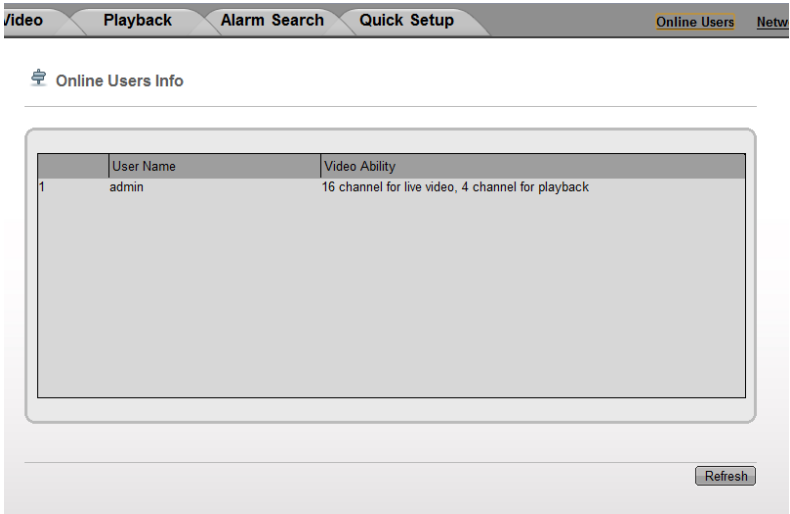 Playback Alarm Search Quick Setup Online Users
Online Users Info
User Name Video Ability
1 admin 16 channel for live video, 4 channel for playback
Refresh